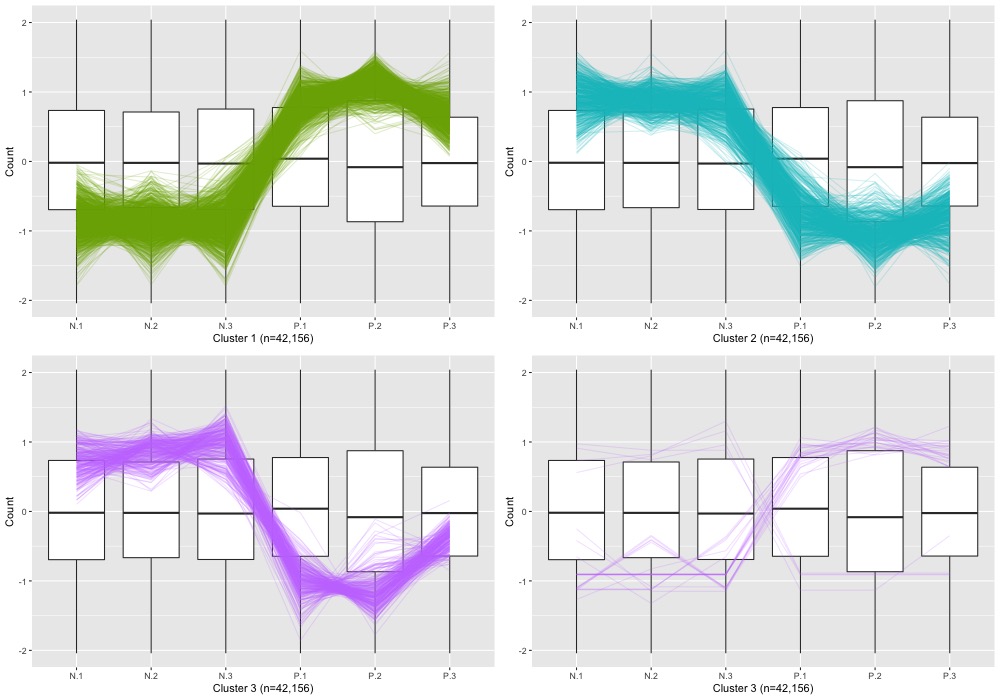 2
1
0
-1
-2
Count
N.1 N.2 N.3 P.1 P.2 P.3
Cluster 1 (n=42,156)
2
1
0
-1
-2
Count
N.1 N.2 N.3 P.1 P.2 P.3
Cluster 2 (n=42,156)
2
1
0
-1
-2
Count
N.1 N.2 N.3 P.1 P.2 P.3
Cluster 3 (n=42,156)
2
1
0
-1
-2
Count
N.1 N.2 N.3 P.1 P.2 P.3
Cluster 3 (n=42,156)